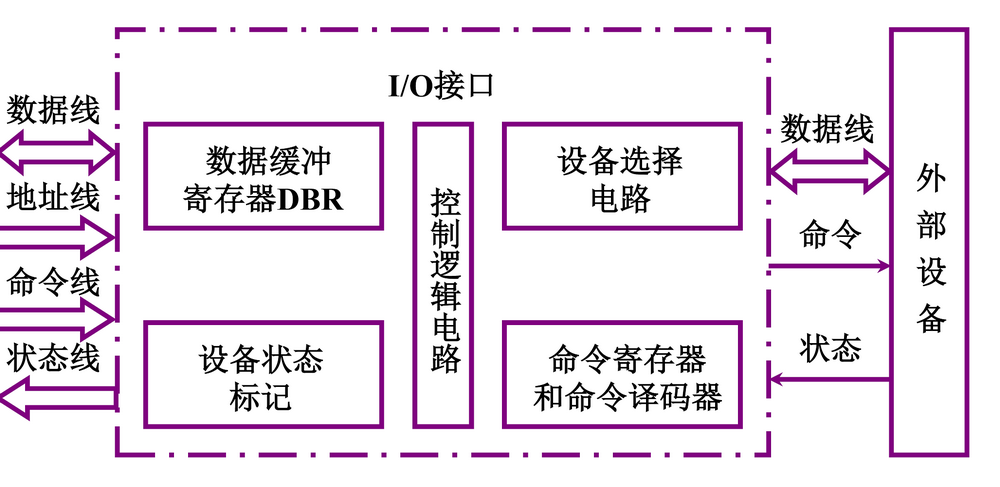 I/O接口
数据线
地址线
命令线
状态线
数据缓冲
寄存器DBR
设备状态
标记
控制逻辑电路
设备选择
电路
命令寄存器
和命令译码器
数据线
命令
状态
外部设备